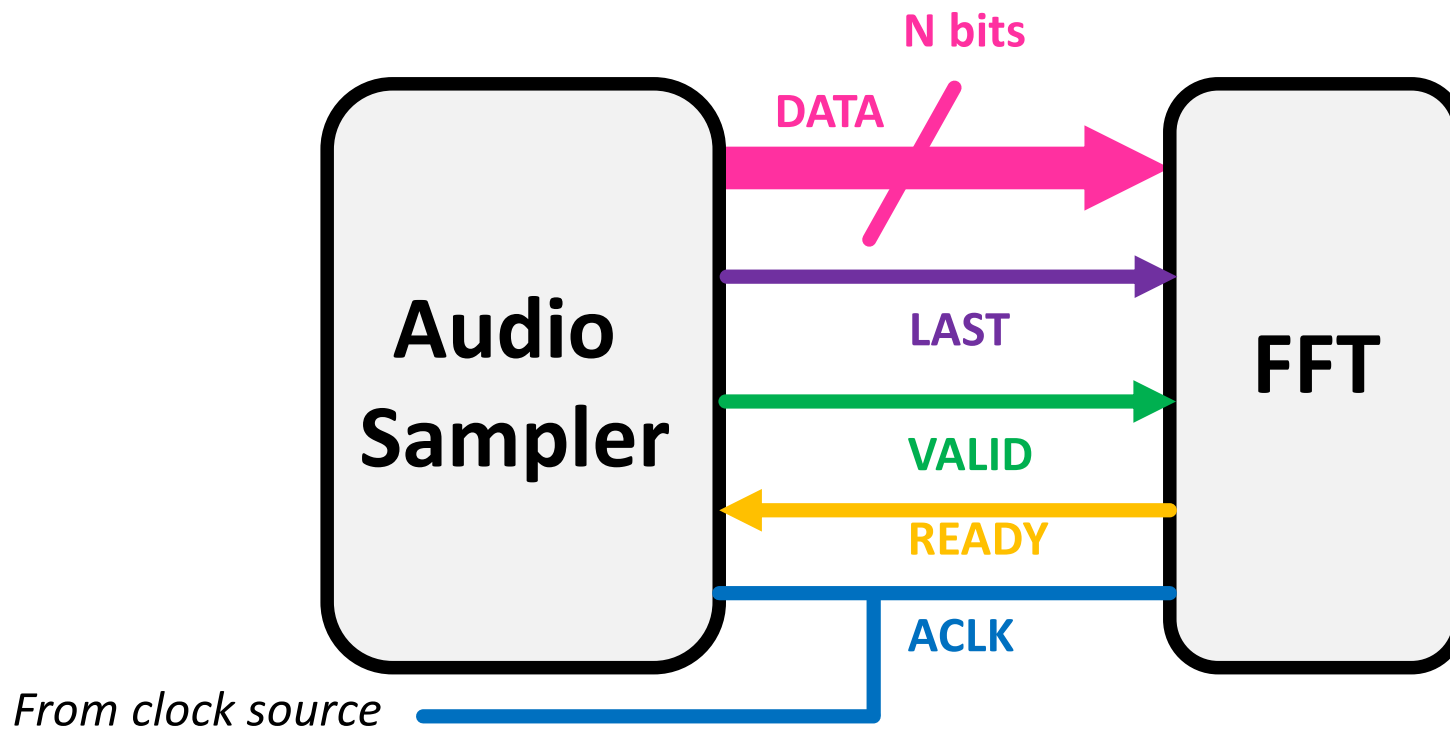 N bits
DATA
LAST
Audio
Sampler
FFT
VALID
READY
ACLK
From clock source